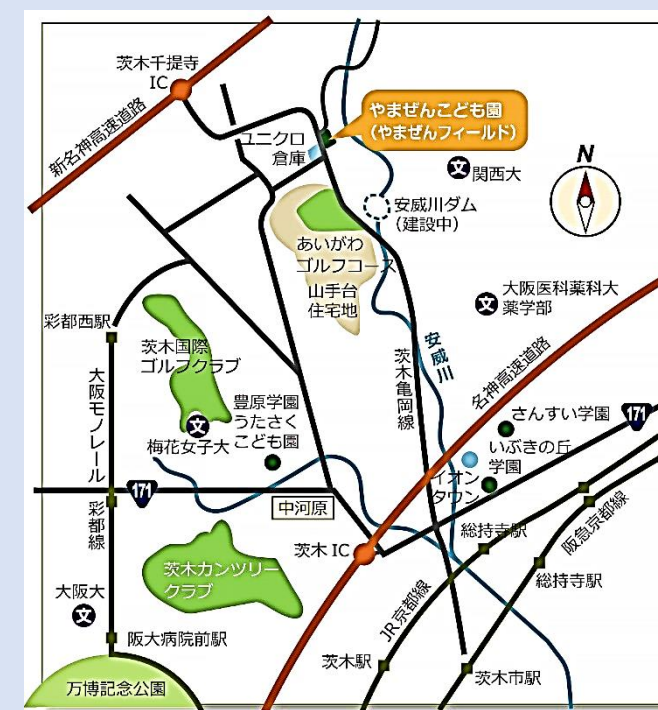 茨木千提寺
IC
新名神高速道路
ユニクロ
倉庫
やまぜんこども園
(やまぜんフィールド)
関西大
N
安威川ダム
(建設中)
あいがわ
ゴルフコース
山手台
住宅地
大阪医科薬科大
薬学部
彩都西駅
茨木国際
ゴルフクラブ
茨木亀岡線
安威川
名神高速道路
大阪モノレール
彩都線
豊原学園
うたさく
こども園
梅花女子大
さんすい学園
171
いぶきの丘
学園
イオン
タウン
171
中河原
茨木 IC
総持寺駅
阪急京都線
茨木カンツリー
クラブ
JR京都線
総持寺駅
大阪大
阪大病院前駅
茨木駅
茨木市駅
万博記念公園
文
文
文
文